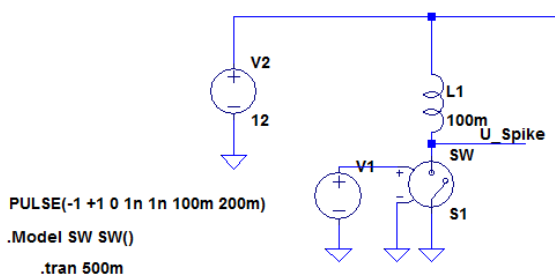 V2
12
L1
100m
U_Spike
SW
V1
S1
PULSE(-1 +1 0 1n 1n 100m 200m)
.Model SW SW()
.tran 500m